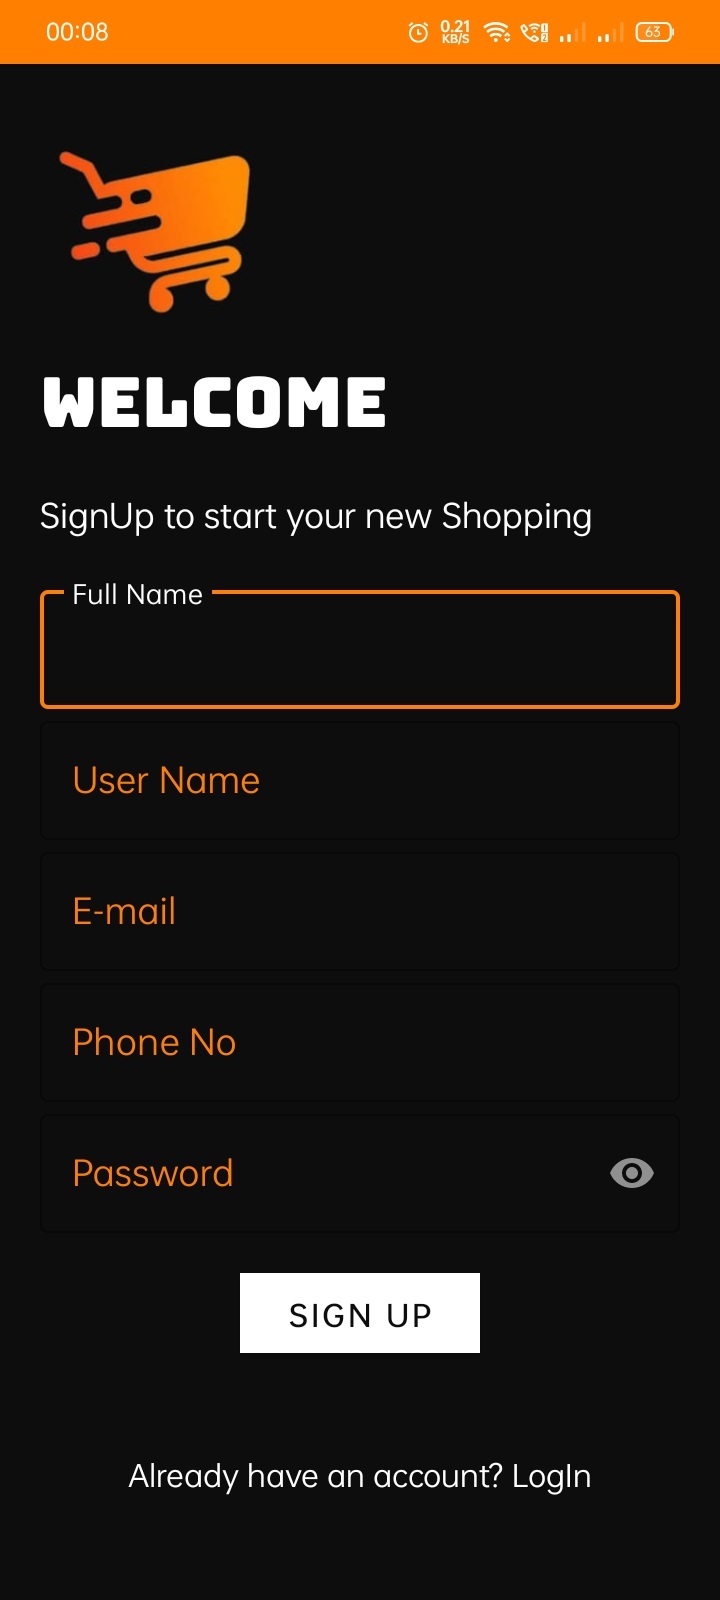 00:08 0.21 KB/S 63
WELCOME
SignUp to start your new Shopping
Full Name
User Name
E-mail
Phone No
Password
SIGN UP
Already have an account? LogIn